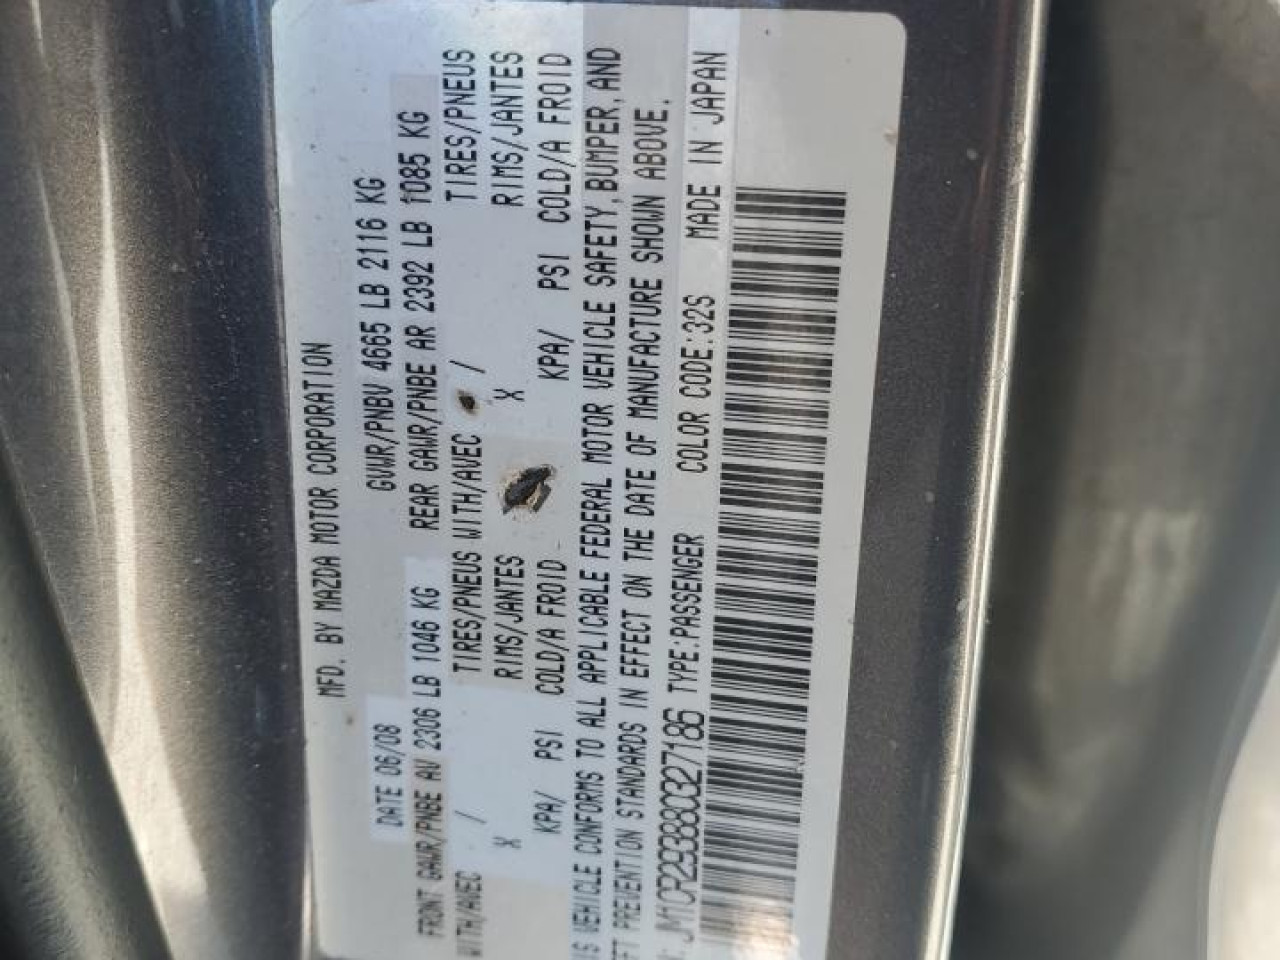 MFD. BY MAZDA MOTOR CORPORATION
DATE 06/08 GVWR/PNBV 4665 LB 2116 KG
FRONT GAWR/PNBE AV 2306 LB 1046 KG REAR GAWR/PNBE AR 2392 LB 1085 KG
WITH/AVEC / TIRES/PNEUS WITH/AVEC / TIRES/PNEUS
X RIMS/JANTES X RIMS/JANTES
KPA/ PSI COLD/A FROID KPA/ PSI COLD/A FROID
IS VEHICLE CONFORMS TO ALL APPLICABLE FEDERAL MOTOR VEHICLE SAFETY, BUMPER, AND
FT PREVENTION STANDARDS IN EFFECT ON THE DATE OF MANUFACTURE SHOWN ABOVE.
: JM1CR293880327186 TYPE:PASSENGER COLOR CODE:32S MADE IN JAPAN